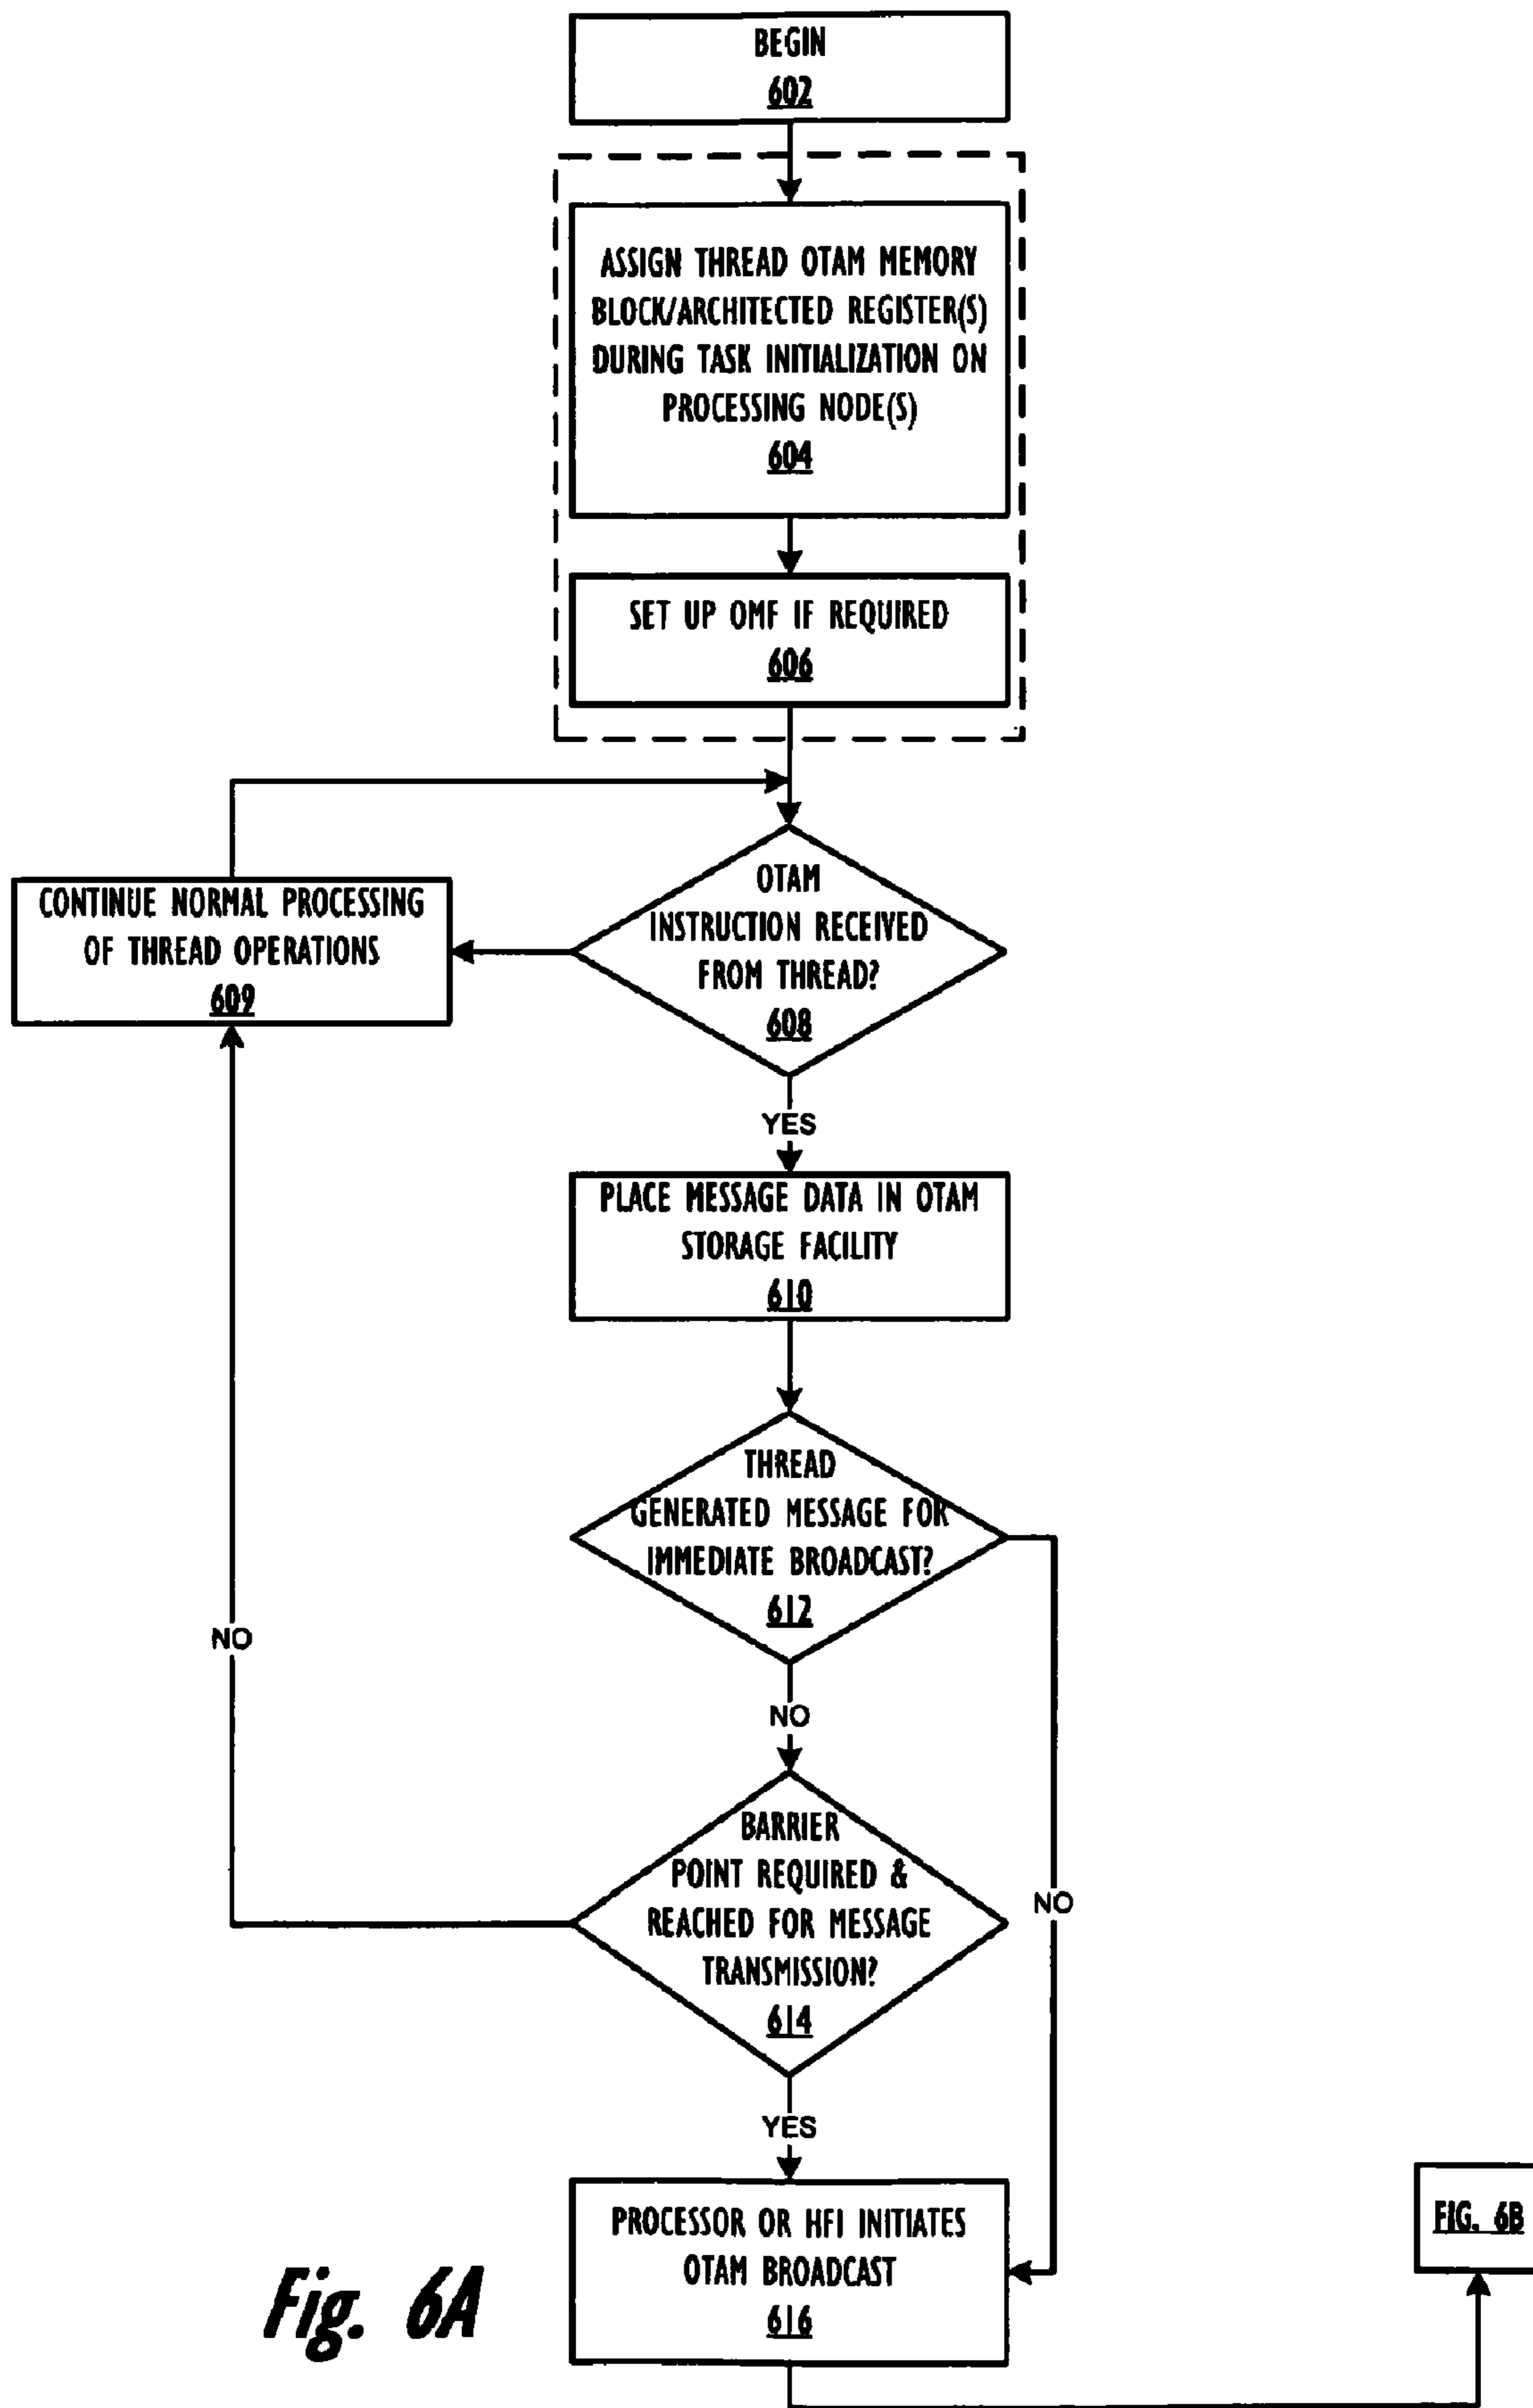 BEGIN
602
ASSIGN THREAD OTAM MEMORY
BLOCK/ARCHITECTED REGISTER(S)
DURING TASK INITIALIZATION ON
PROCESSING NODE(S)
604
SET UP OMF IF REQUIRED
606
CONTINUE NORMAL PROCESSING
OF THREAD OPERATIONS
609
OTAM
INSTRUCTION RECEIVED
FROM THREAD?
608
YES
PLACE MESSAGE DATA IN OTAM
STORAGE FACILITY
610
THREAD
GENERATED MESSAGE FOR
IMMEDIATE BROADCAST?
612
NO
NO
BARRIER
POINT REQUIRED &
REACHED FOR MESSAGE
TRANSMISSION?
614
NO
YES
PROCESSOR OR HFI INITIATES
OTAM BROADCAST
616
FIG. 6B
Fig. 6A